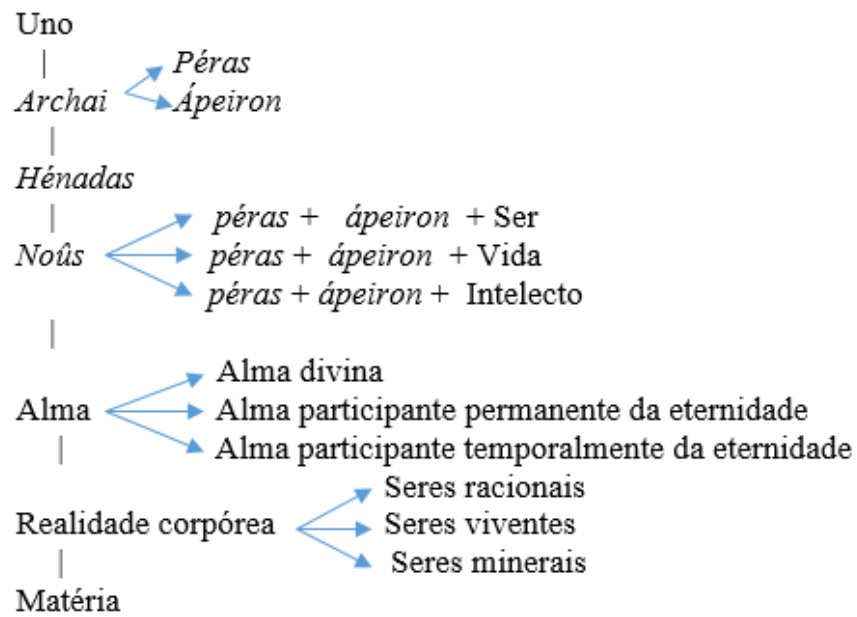 Uno
|
Péras
Archai
Ápeiron
|
Hénadas
|
péras + ápeiron + Ser
Noûs
péras + ápeiron + Vida
péras + ápeiron + Intelecto
|
Alma divina
Alma
Alma participante permanente da eternidade
|
Alma participante temporalmente da eternidade
Seres racionais
Realidade corpórea
Seres viventes
|
Seres minerais
Matéria